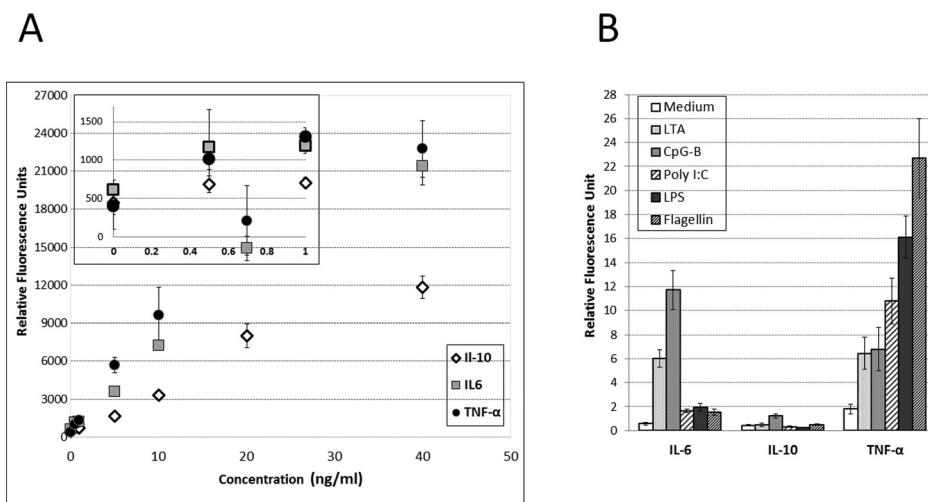 A
B
27000
24000
21000
18000
15000
12000
9000
6000
3000
0
Relative Fluorescence Units
1500
1000
500
0
0 0.2 0.4 0.6 0.8 1
Il-10
IL6
TNF-α
0 10 20 30 40 50
Concentration (ng/ml)
28
26
24
22
20
18
16
14
12
10
8
6
4
2
0
Relative Fluorescence Unit
Medium
LTA
CpG-B
Poly I:C
LPS
Flagellin
IL-6 IL-10 TNF-α